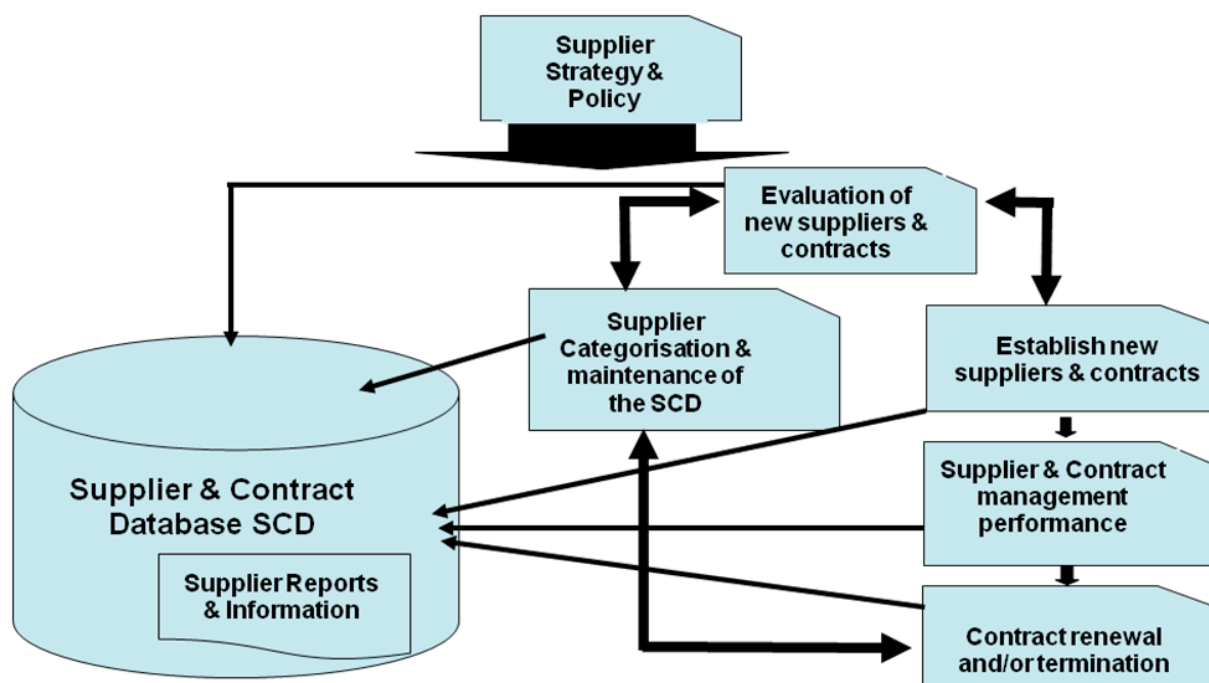 Supplier
Strategy &
Policy
Evaluation of
new suppliers &
contracts
Supplier
Categorisation &
maintenance of
the SCD
Establish new
suppliers & contracts
Supplier & Contract
management
performance
Supplier & Contract
Database SCD
Supplier Reports
& Information
Contract renewal
and/or termination